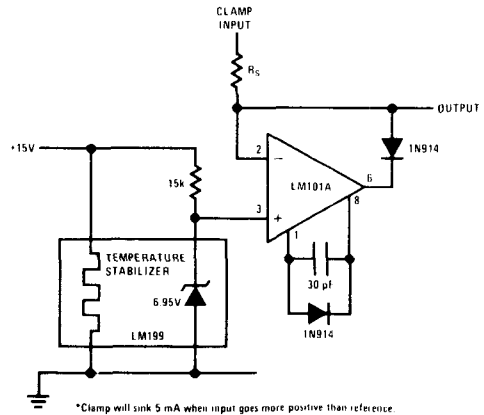 CLAMP
INPUT
RS
OUTPUT
+15V
2
−
1N914
15k
LM101A
6
8
3
+
1
TEMPERATURE
STABILIZER
30 pf
6.95V
1N914
LM199
*Clamp will sink 5 mA when input goes more positive than reference.